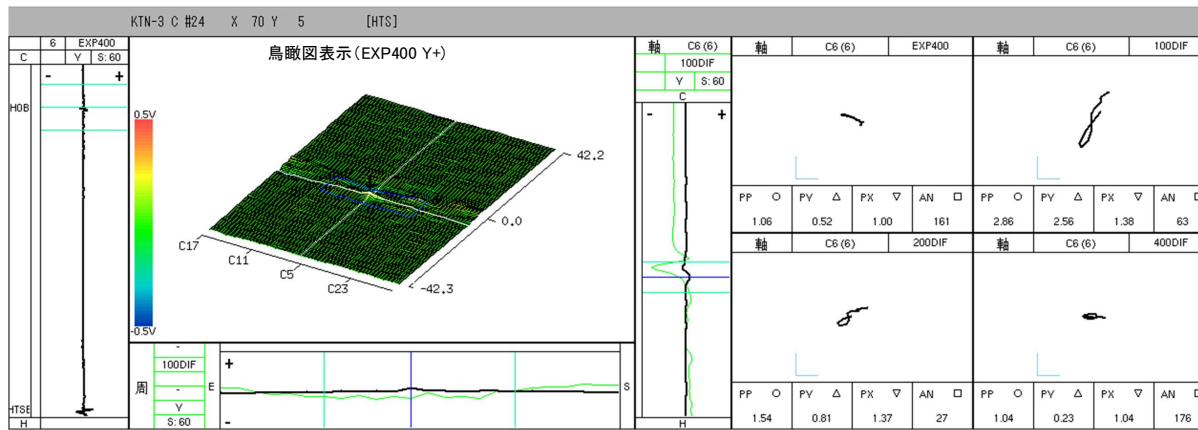 KTN-3 C #24 X 70 Y 5 [HTS]
6 EXP400
C Y S:60
- +
HOB
HTSE
H
鳥瞰図表示(EXP400 Y+)
0.5V
-0.5V
42.2
0.0
-42.3
C17
C11
C5
C23
周
-
100DIF
-
Y
S:60
+
-
E
S
軸 C6(6)
100DIF
Y S:60
C
- +
H
軸 C6(6) EXP400
PP ○ PY △ PX ▽ AN □
1.06 0.52 1.00 161
軸 C6(6) 100DIF
PP ○ PY △ PX ▽ AN □
2.86 2.56 1.38 63
軸 C6(6) 200DIF
PP ○ PY △ PX ▽ AN □
1.54 0.81 1.37 27
軸 C6(6) 400DIF
PP ○ PY △ PX ▽ AN □
1.04 0.23 1.04 176